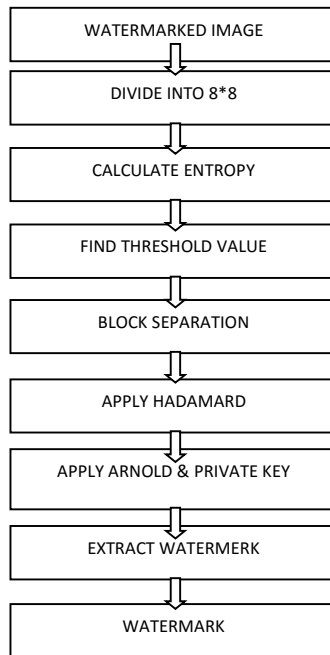 WATERMARKED IMAGE
DIVIDE INTO 8*8
CALCULATE ENTROPY
FIND THRESHOLD VALUE
BLOCK SEPARATION
APPLY HADAMARD
APPLY ARNOLD & PRIVATE KEY
EXTRACT WATERMERK
WATERMARK